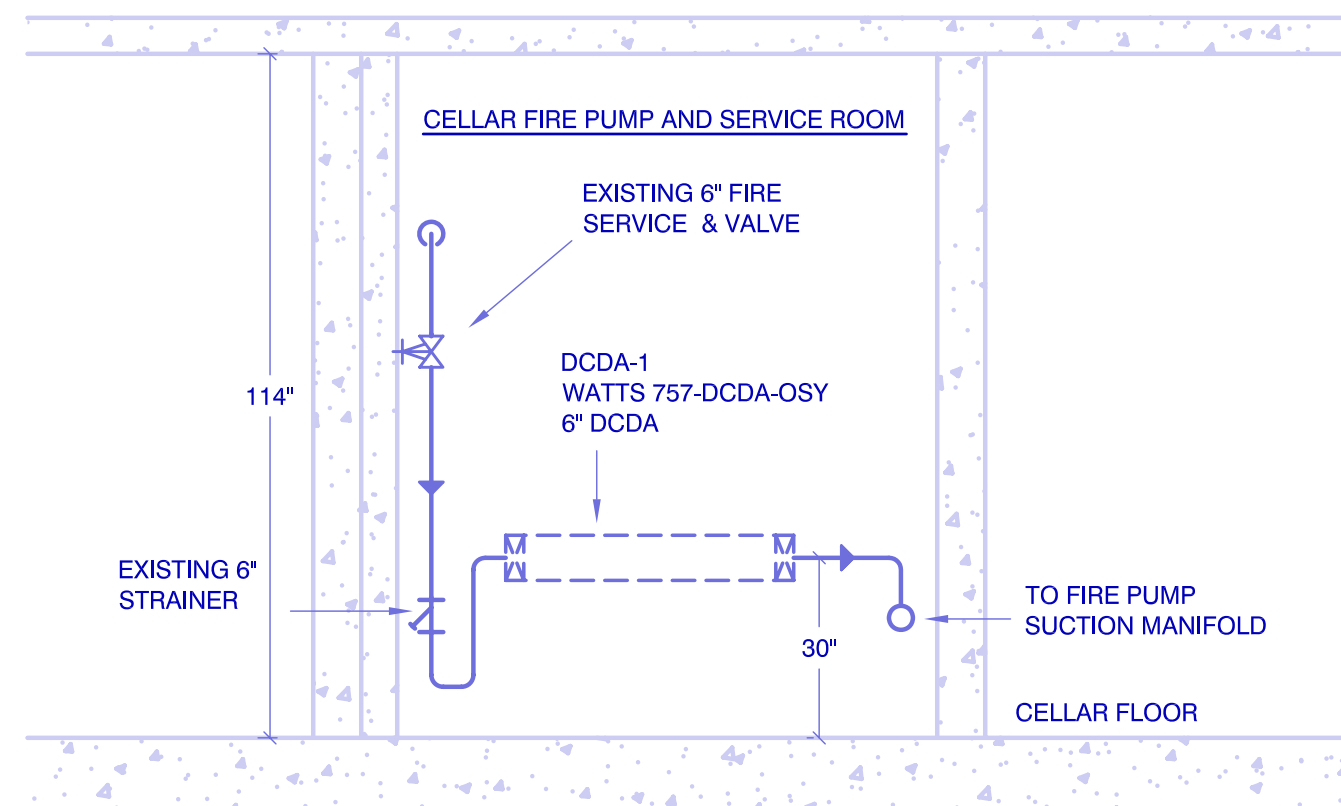 CELLAR FIRE PUMP AND SERVICE ROOM
EXISTING 6" FIRE
SERVICE & VALVE
DCDA-1
WATTS 757-DCDA-OSY
6" DCDA
114"
EXISTING 6"
STRAINER
TO FIRE PUMP
SUCTION MANIFOLD
30"
CELLAR FLOOR